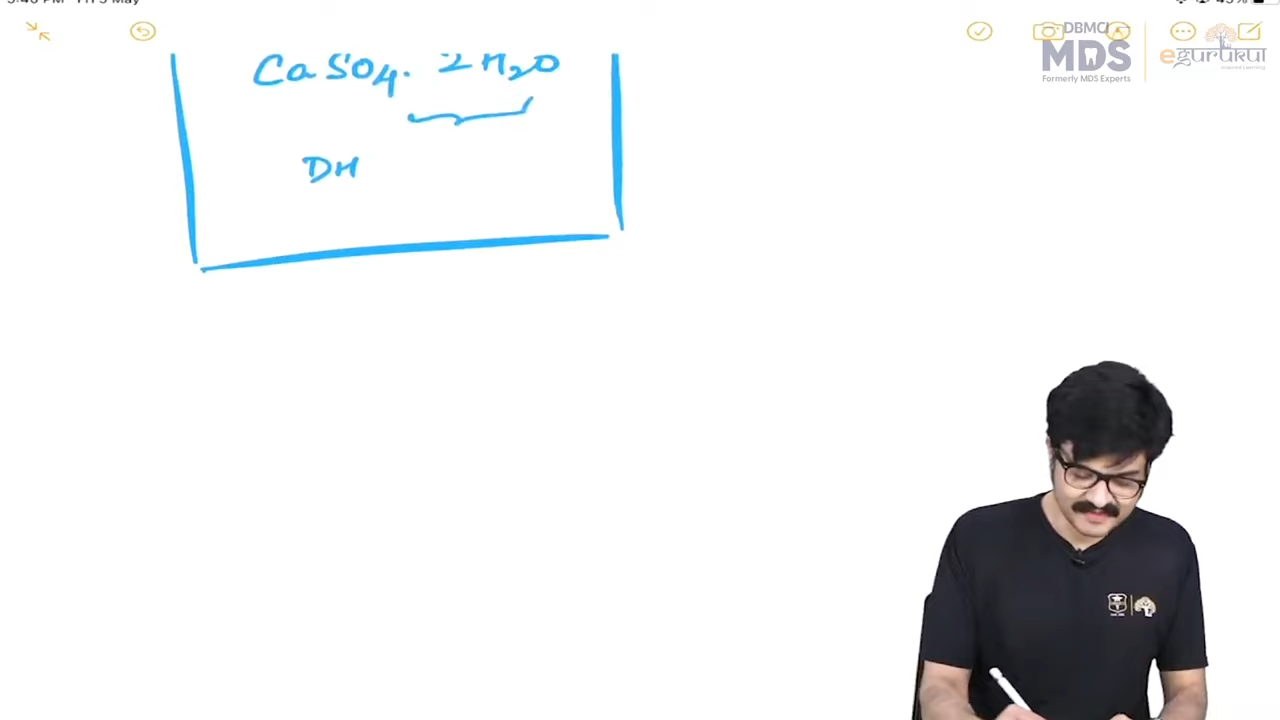 CaSO4. 2H2O
DH
DBMCI
MDS
Formerly MDS Experts
eGurukul